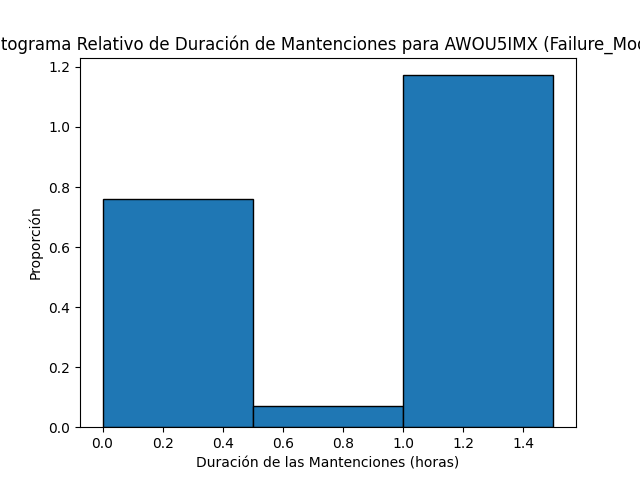 tograma Relativo de Duración de Mantenciones para AWOU5IMX (Failure_Mod
1.2
1.0
0.8
0.6
0.4
0.2
0.0
Proporción
0.0 0.2 0.4 0.6 0.8 1.0 1.2 1.4
Duración de las Mantenciones (horas)